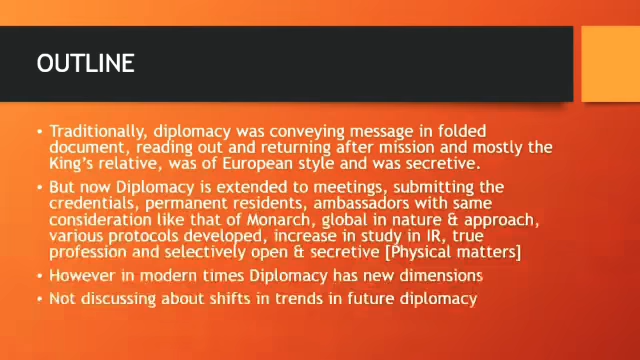 OUTLINE
• Traditionally, diplomacy was conveying message in folded
document, reading out and returning after mission and mostly the
King's relative, was of European style and was secretive.
• But now Diplomacy is extended to meetings, submitting the
credentials, permanent residents, ambassadors with same
consideration like that of Monarch, global in nature & approach,
various protocols developed, increase in study in IR, true
profession and selectively open & secretive [Physical matters]
• However in modern times Diplomacy has new dimensions
• Not discussing about shifts in trends in future diplomacy